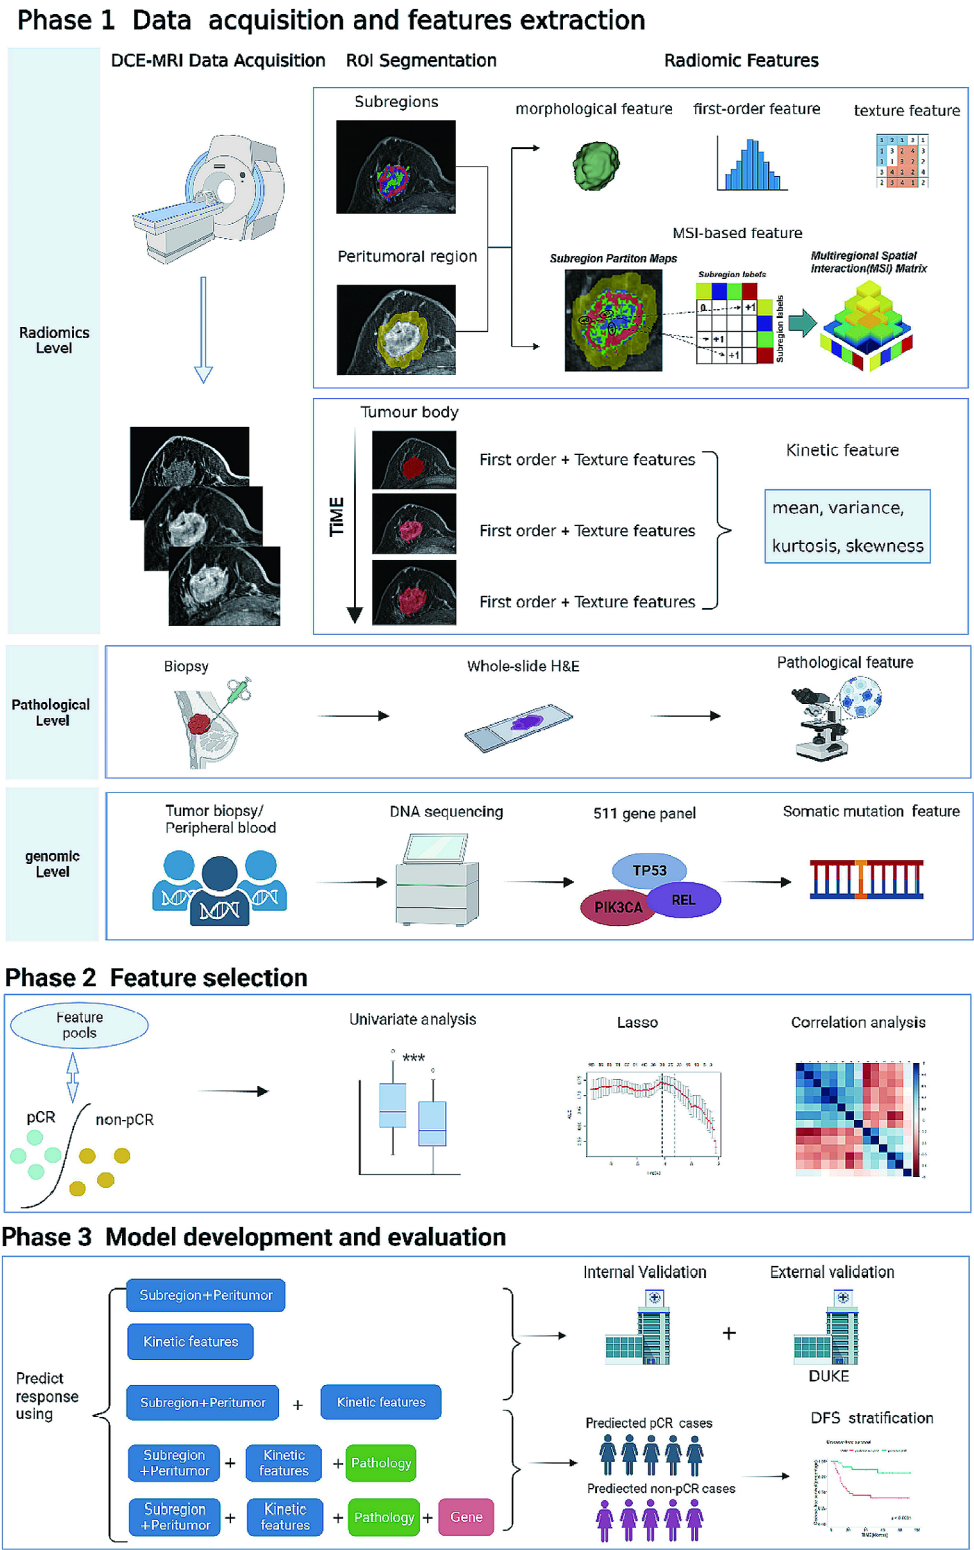 Phase 1 Data acquisition and features extraction
DCE-MRI Data Acquisition
ROI Segmentation
Radiomic Features
Radiomics
Level
Subregions
morphological feature
first-order feature
texture feature
Peritumoral region
MSI-based feature
Subregion Partiton Maps
Subregion labels
Multiregional Spatial
Interaction(MSI) Matrix
0
+1
+1
+1
Subregion labels
Tumour body
TiME
First order + Texture features
First order + Texture features
First order + Texture features
Kinetic feature
mean, variance,
kurtosis, skewness
Pathological
Level
Biopsy
Whole-slide H&E
Pathological feature
genomic
Level
Tumor biopsy/
Peripheral blood
DNA sequencing
511 gene panel
Somatic mutation feature
TP53
PIK3CA
REL
Phase 2 Feature selection
Feature
pools
pCR
non-pCR
Univariate analysis
***
Lasso
Correlation analysis
Phase 3 Model development and evaluation
Predict
response
using
Subregion+Peritumor
Kinetic features
Subregion+Peritumor + Kinetic features
Subregion
+Peritumor + Kinetic
features + Pathology
Subregion
+Peritumor + Kinetic
features + Pathology + Gene
Internal Validation
External validation
+
DUKE
Prediected pCR cases
Prediected non-pCR cases
DFS stratification